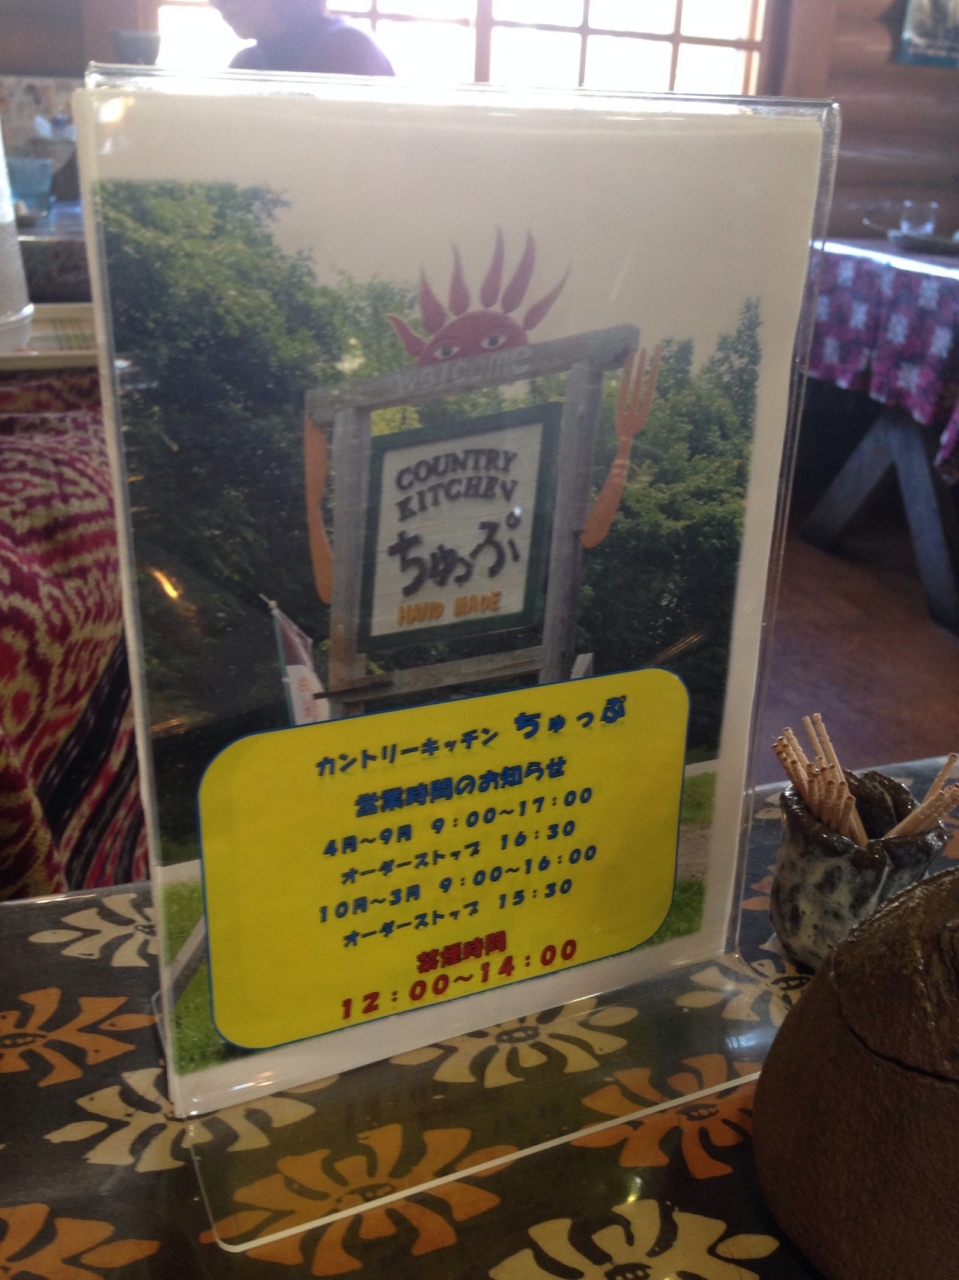 Welcome
COUNTRY
KITCHEN
ちゅっぷ
HAND MADE
カントリーキッチン ちゅっぷ
営業時間のお知らせ
4月～9月 9:00～17:00
オーダーストップ 16:30
10月～3月 9:00～16:00
オーダーストップ 15:30
禁煙時間
12:00～14:00